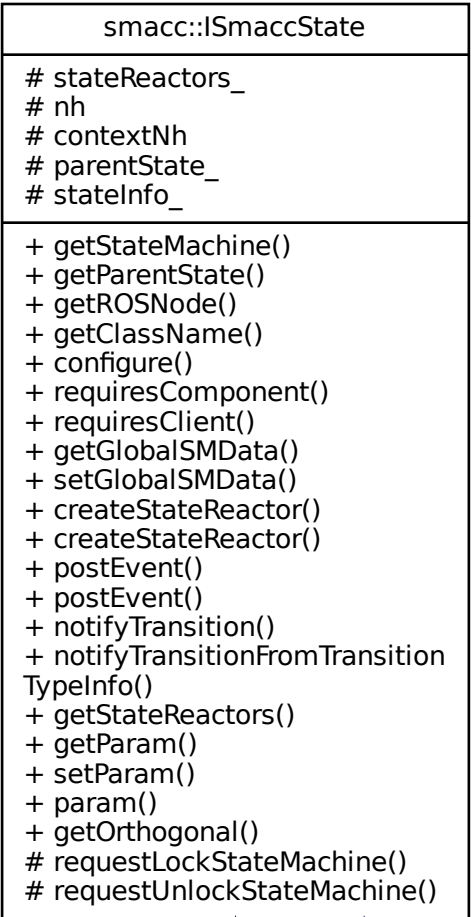 smacc::ISmaccState
# stateReactors_
# nh
# contextNh
# parentState_
# stateInfo_
+ getStateMachine()
+ getParentState()
+ getROSNode()
+ getClassName()
+ configure()
+ requiresComponent()
+ requiresClient()
+ getGlobalSMData()
+ setGlobalSMData()
+ createStateReactor()
+ createStateReactor()
+ postEvent()
+ postEvent()
+ notifyTransition()
+ notifyTransitionFromTransition
TypeInfo()
+ getStateReactors()
+ getParam()
+ setParam()
+ param()
+ getOrthogonal()
# requestLockStateMachine()
# requestUnlockStateMachine()